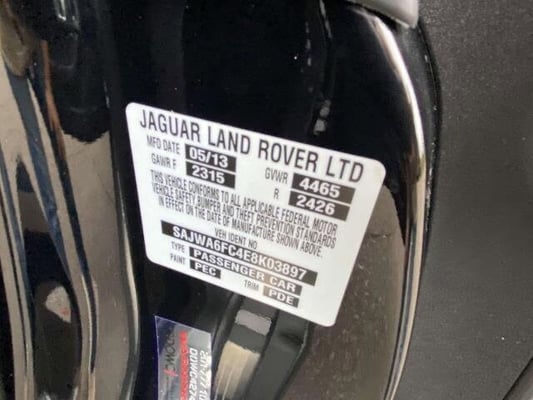 JAGUAR LAND ROVER LTD
MFD DATE 05/13 GVWR 4465
GAWR F 2315 R 2426
THIS VEHICLE CONFORMS TO ALL APPLICABLE FEDERAL MOTOR
VEHICLE SAFETY, BUMPER AND THEFT PREVENTION STANDARDS
IN EFFECT ON THE DATE OF MANUFACTURE SHOWN ABOVE.
VEH IDENT NO
SAJWA6FC4E8K03897
TYPE PASSENGER CAR
PAINT PEC TRIM PDE